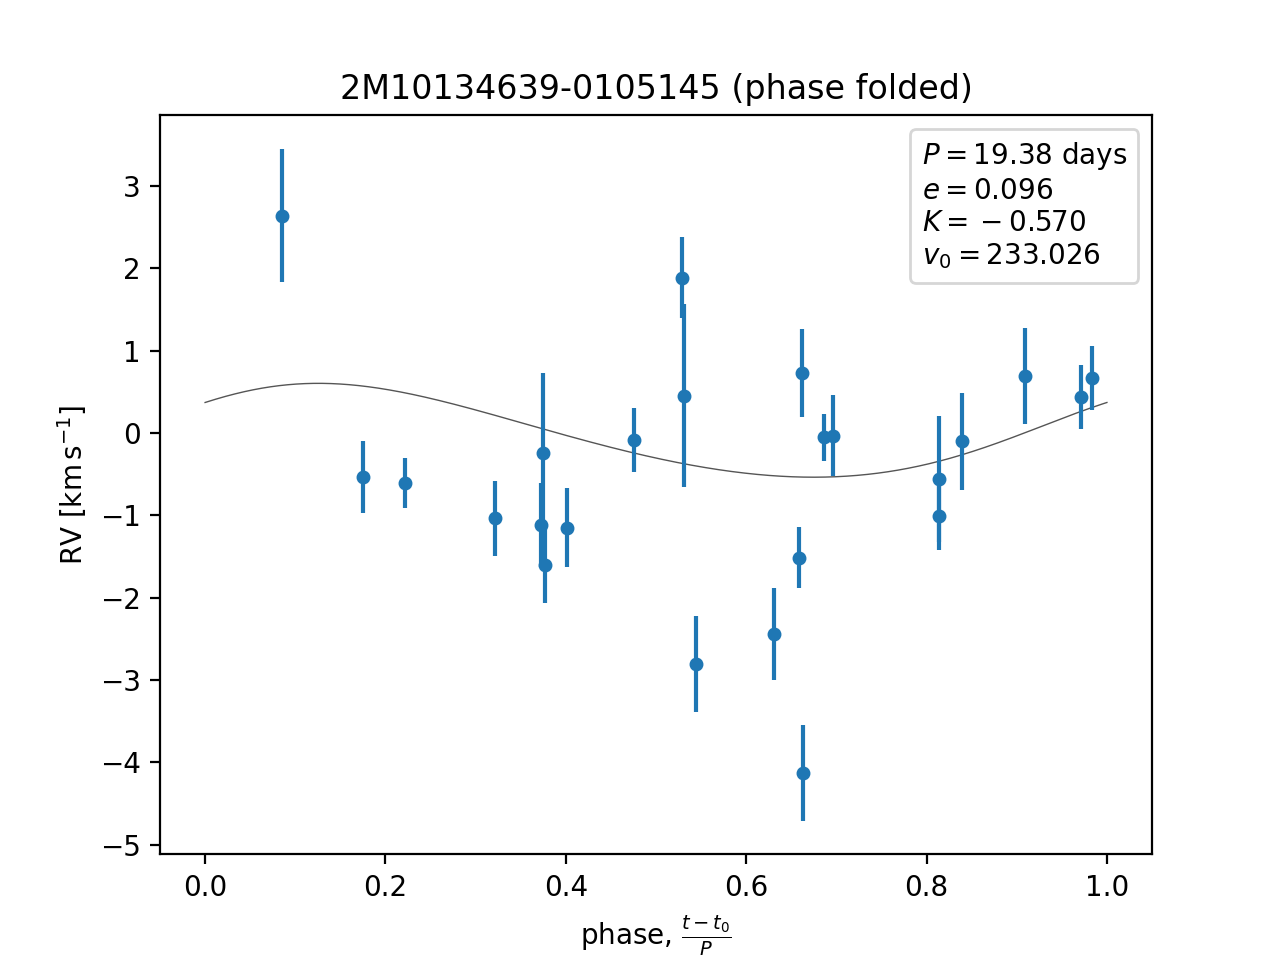 2M10134639-0105145 (phase folded)
P = 19.38 days
e = 0.096
K = −0.570
v₀ = 233.026
3
2
1
0
−1
−2
−3
−4
−5
RV [km s⁻¹]
0.0 0.2 0.4 0.6 0.8 1.0
phase, (t − t₀)/P